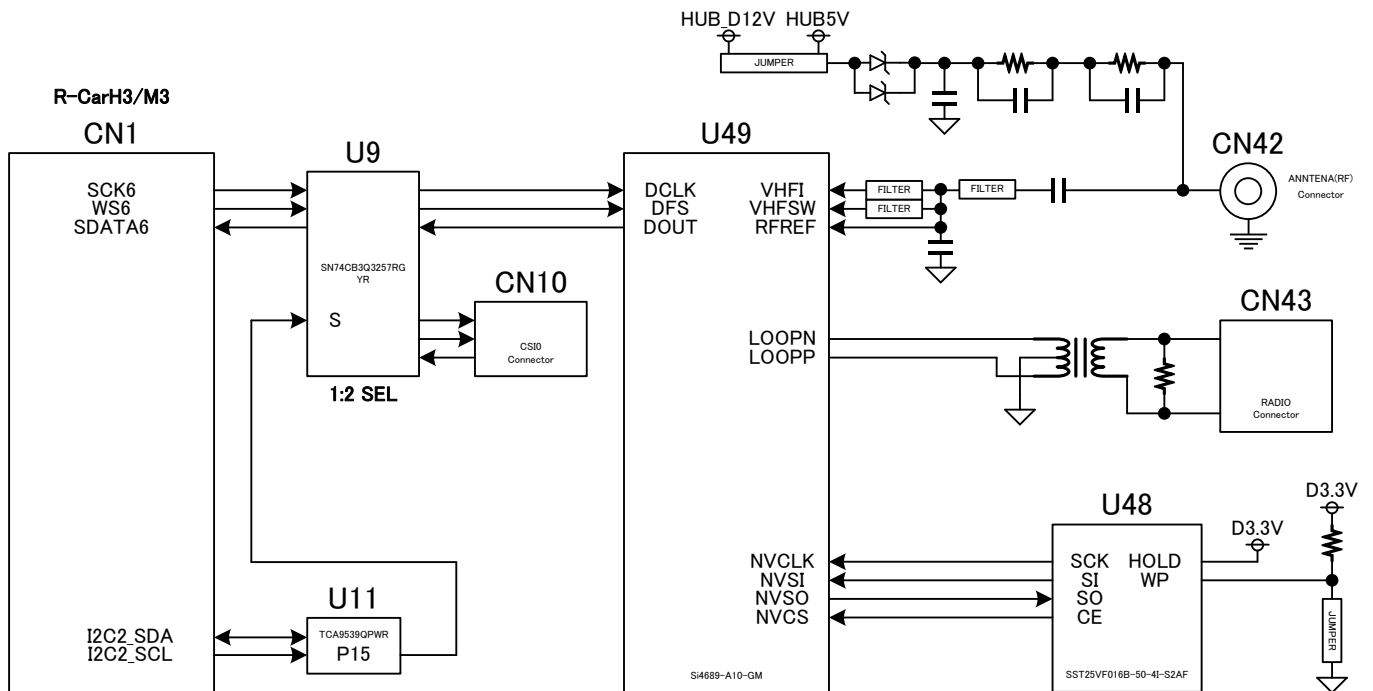 HUB_D12V HUB5V
JUMPER
R-CarH3/M3
CN1
U9
U49
CN42
SCK6
WS6
SDATA6
DCLK
DFS
DOUT
VHFI
VHFSW
RFREF
FILTER
FILTER
FILTER
ANNTENA(RF)
Connector
SN74CB3Q3257RG
YR
S
1:2 SEL
CN10
CSI0
Connector
LOOPN
LOOPP
CN43
RADIO
Connector
U48
D3.3V
D3.3V
NVCLK
NVSI
NVSO
NVCS
SCK HOLD
SI WP
SO
CE
JUMPER
U11
I2C2_SDA
I2C2_SCL
TCA9539QPWR
P15
Si4689-A10-GM
SST25VF016B-50-4I-S2AF